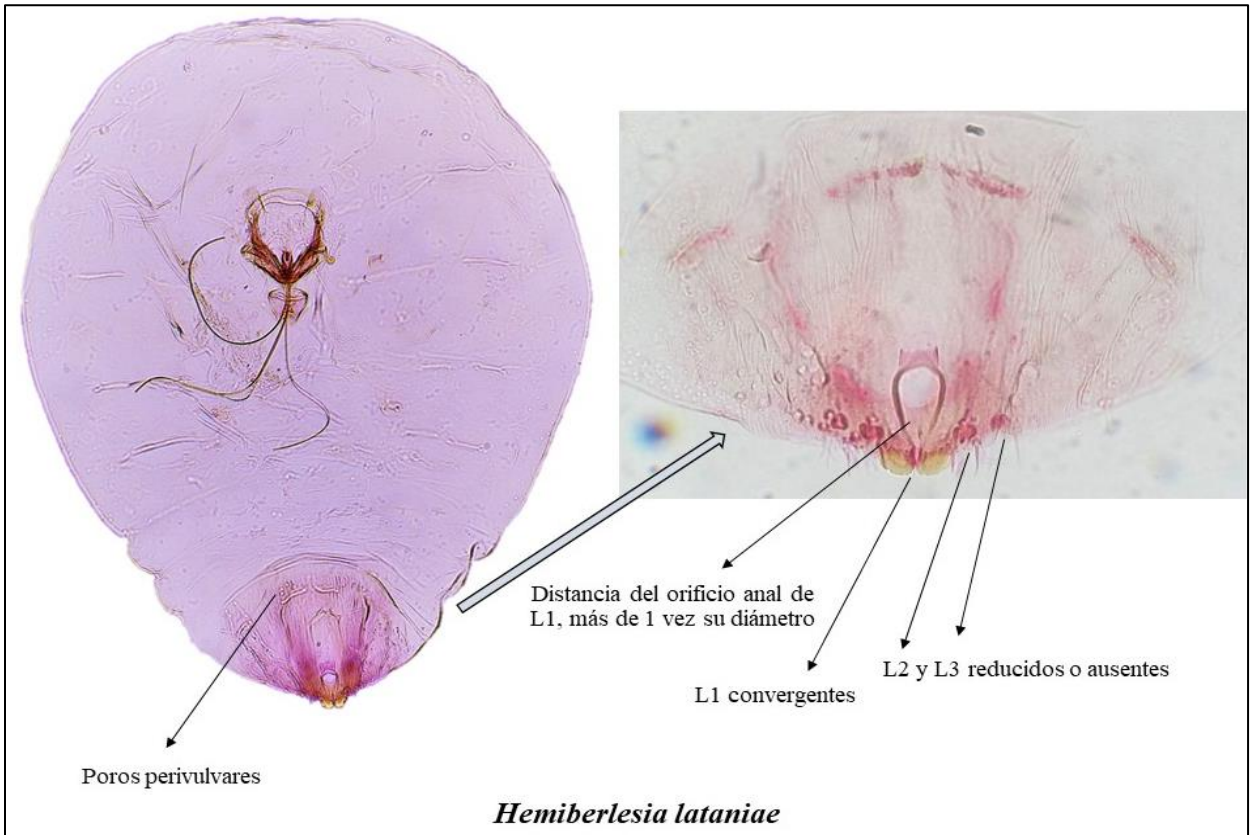 Distancia del orificio anal de
L1, más de 1 vez su diámetro
L2 y L3 reducidos o ausentes
L1 convergentes
Poros perivulvares
Hemiberlesia lataniae